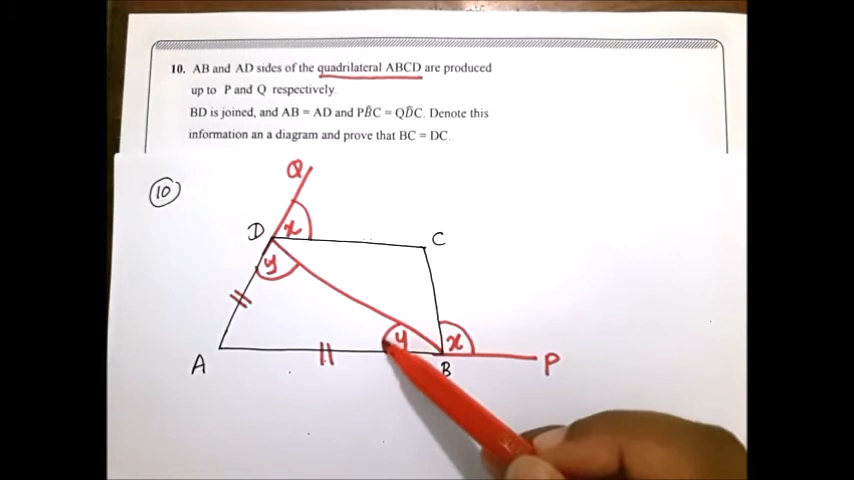 10. AB and AD sides of the quadrilateral ABCD are produced
up to P and Q respectively.
BD is joined, and AB = AD and PB̂C = QD̂C. Denote this
information an a diagram and prove that BC = DC.
10
Q
D x C
y
y x
A B P